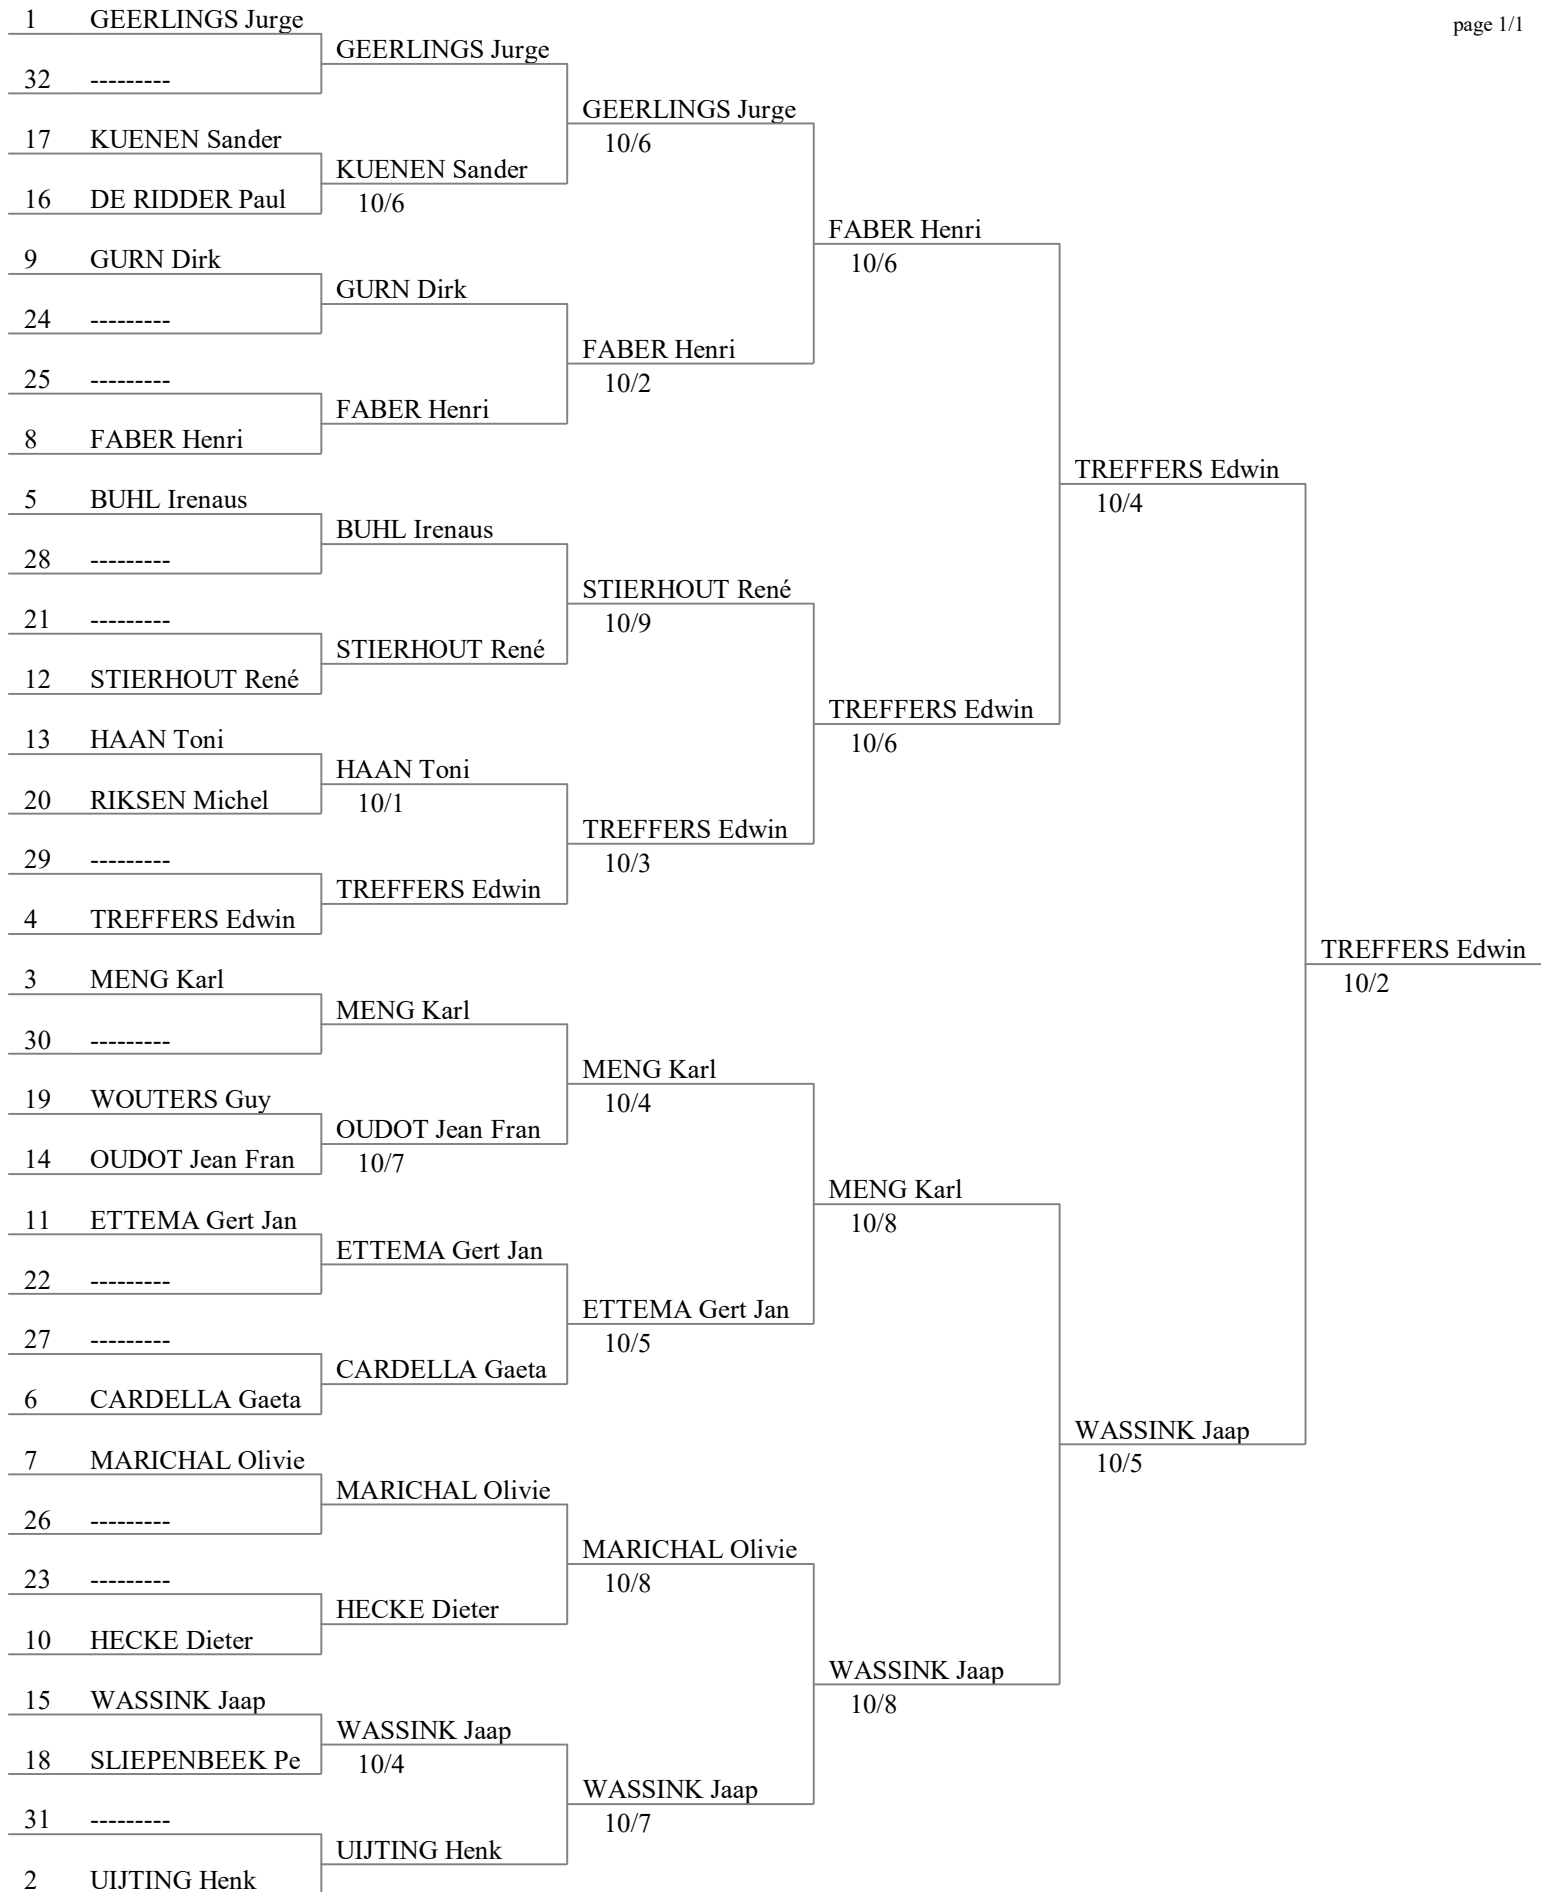 page 1/1
1 GEERLINGS Jurge
GEERLINGS Jurge
32 ---------
GEERLINGS Jurge
10/6
17 KUENEN Sander
KUENEN Sander
10/6
16 DE RIDDER Paul
FABER Henri
10/6
9 GURN Dirk
GURN Dirk
24 ---------
FABER Henri
10/2
25 ---------
FABER Henri
8 FABER Henri
TREFFERS Edwin
10/4
5 BUHL Irenaus
BUHL Irenaus
28 ---------
STIERHOUT René
10/9
21 ---------
STIERHOUT René
12 STIERHOUT René
TREFFERS Edwin
10/6
13 HAAN Toni
HAAN Toni
10/1
20 RIKSEN Michel
TREFFERS Edwin
10/3
29 ---------
TREFFERS Edwin
4 TREFFERS Edwin
TREFFERS Edwin
10/2
3 MENG Karl
MENG Karl
30 ---------
MENG Karl
10/4
19 WOUTERS Guy
OUDOT Jean Fran
10/7
14 OUDOT Jean Fran
MENG Karl
10/8
11 ETTEMA Gert Jan
ETTEMA Gert Jan
22 ---------
ETTEMA Gert Jan
10/5
27 ---------
CARDELLA Gaeta
6 CARDELLA Gaeta
WASSINK Jaap
10/5
7 MARICHAL Olivie
MARICHAL Olivie
26 ---------
MARICHAL Olivie
10/8
23 ---------
HECKE Dieter
10 HECKE Dieter
WASSINK Jaap
10/8
15 WASSINK Jaap
WASSINK Jaap
10/4
18 SLIEPENBEEK Pe
WASSINK Jaap
10/7
31 ---------
UIJTING Henk
2 UIJTING Henk